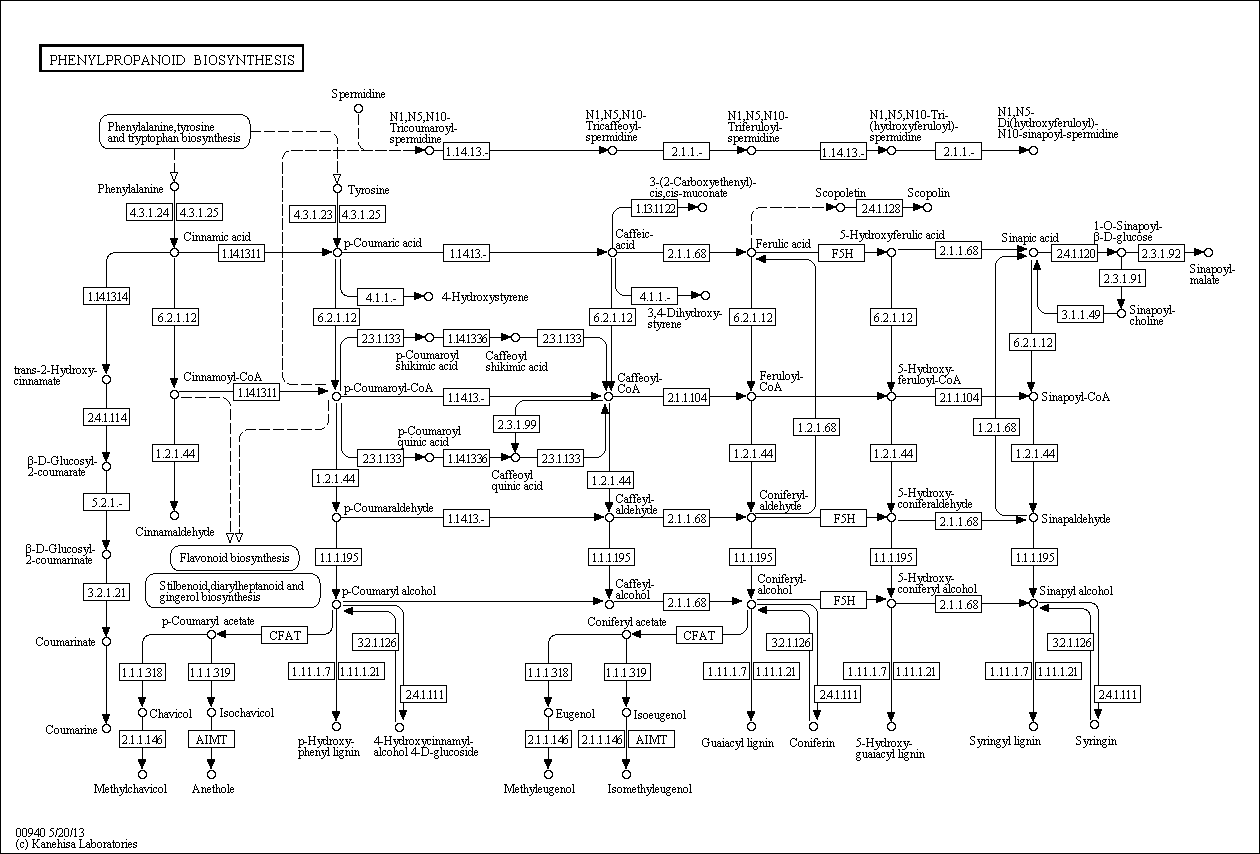 PHENYLPROPANOID BIOSYNTHESIS
Spermidine
N1,N5,N10-
Tricoumaroyl-
spermidine
N1,N5,N10-
Tricaffeoyl-
spermidine
N1,N5,N10-
Triferuloyl-
spermidine
N1,N5,N10-Tri-
(hydroxyferuloyl)-
spermidine
N1,N5-
Di(hydroxyferuloyl)-
N10-sinapoyl-spermidine
Phenylalanine,tyrosine
and tryptophan biosynthesis
1.14.13.-
2.1.1.-
1.14.13.-
2.1.1.-
Phenylalanine
Tyrosine
3-(2-Carboxyethenyl)-
cis,cis-muconate
Scopoletin
Scopolin
4.3.1.24
4.3.1.25
4.3.1.23
4.3.1.25
1.13.11.22
2.4.1.128
Cinnamic acid
p-Coumaric acid
Caffeic-
acid
Ferulic acid
5-Hydroxyferulic acid
Sinapic acid
1-O-Sinapoyl-
β-D-glucose
1.14.13.11
1.14.13.-
2.1.1.68
F5H
2.1.1.68
2.4.1.120
2.3.1.92
Sinapoyl-
malate
2.3.1.91
1.14.13.14
4.1.1.-
4-Hydroxystyrene
4.1.1.-
3,4-Dihydroxy-
styrene
3.1.1.49
Sinapoyl-
choline
6.2.1.12
6.2.1.12
6.2.1.12
6.2.1.12
6.2.1.12
6.2.1.12
2.3.1.133
1.14.13.36
2.3.1.133
p-Coumaroyl
shikimic acid
Caffeoyl
shikimic acid
trans-2-Hydroxy-
cinnamate
Cinnamoyl-CoA
1.14.13.11
p-Coumaroyl-CoA
1.14.13.-
Caffeoyl-
CoA
2.1.1.104
Feruloyl-
CoA
5-Hydroxy-
feruloyl-CoA
2.1.1.104
Sinapoyl-CoA
2.4.1.114
2.3.1.99
1.2.1.68
1.2.1.68
p-Coumaroyl
quinic acid
β-D-Glucosyl-
2-coumarate
1.2.1.44
2.3.1.133
1.14.13.36
2.3.1.133
1.2.1.44
1.2.1.44
1.2.1.44
Caffeoyl
quinic acid
1.2.1.44
1.2.1.44
5.2.1.-
Cinnamaldehyde
p-Coumaraldehyde
1.14.13.-
Caffeyl-
aldehyde
2.1.1.68
Coniferyl-
aldehyde
F5H
5-Hydroxy-
coniferaldehyde
2.1.1.68
Sinapaldehyde
β-D-Glucosyl-
2-coumarinate
Flavonoid biosynthesis
1.1.1.195
1.1.1.195
1.1.1.195
1.1.1.195
1.1.1.195
Stilbenoid,diarylheptanoid and
gingerol biosynthesis
3.2.1.21
p-Coumaryl alcohol
Caffeyl-
alcohol
2.1.1.68
Coniferyl-
alcohol
F5H
5-Hydroxy-
coniferyl alcohol
2.1.1.68
Sinapyl alcohol
p-Coumaryl acetate
CFAT
Coniferyl acetate
CFAT
Coumarinate
3.2.1.126
3.2.1.126
3.2.1.126
1.1.1.318
1.1.1.319
1.11.1.7
1.11.1.21
1.1.1.318
1.1.1.319
1.11.1.7
1.11.1.21
1.11.1.7
1.11.1.21
1.11.1.7
1.11.1.21
2.4.1.111
2.4.1.111
2.4.1.111
Coumarine
Chavicol
Isochavicol
Eugenol
Isoeugenol
2.1.1.146
AIMT
p-Hydroxy-
phenyl lignin
4-Hydroxycinnamyl-
alcohol 4-D-glucoside
2.1.1.146
2.1.1.146
AIMT
Guaiacyl lignin
Coniferin
5-Hydroxy-
guaiacyl lignin
Syringyl lignin
Syringin
Methylchavicol
Anethole
Methyleugenol
Isomethyleugenol
00940 5/20/13
(c) Kanehisa Laboratories